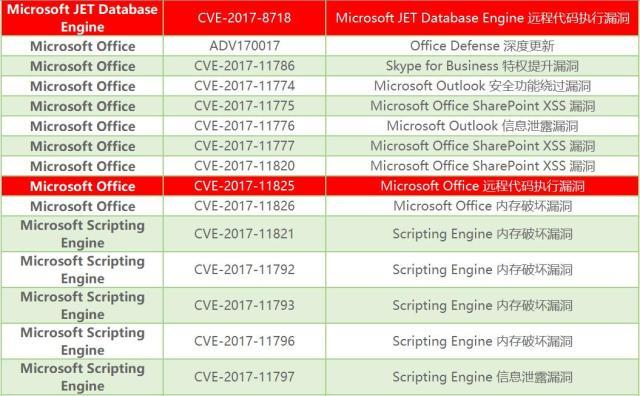 Microsoft JET Database Engine CVE-2017-8718 Microsoft JET Database Engine 远程代码执行漏洞
Microsoft Office ADV170017 Office Defense 深度更新
Microsoft Office CVE-2017-11786 Skype for Business 特权提升漏洞
Microsoft Office CVE-2017-11774 Microsoft Outlook 安全功能绕过漏洞
Microsoft Office CVE-2017-11775 Microsoft Office SharePoint XSS 漏洞
Microsoft Office CVE-2017-11776 Microsoft Outlook 信息泄露漏洞
Microsoft Office CVE-2017-11777 Microsoft Office SharePoint XSS 漏洞
Microsoft Office CVE-2017-11820 Microsoft Office SharePoint XSS 漏洞
Microsoft Office CVE-2017-11825 Microsoft Office 远程代码执行漏洞
Microsoft Office CVE-2017-11826 Microsoft Office 内存破坏漏洞
Microsoft Scripting Engine CVE-2017-11821 Scripting Engine 内存破坏漏洞
Microsoft Scripting Engine CVE-2017-11792 Scripting Engine 内存破坏漏洞
Microsoft Scripting Engine CVE-2017-11793 Scripting Engine 内存破坏漏洞
Microsoft Scripting Engine CVE-2017-11796 Scripting Engine 内存破坏漏洞
Microsoft Scripting Engine CVE-2017-11797 Scripting Engine 信息泄露漏洞